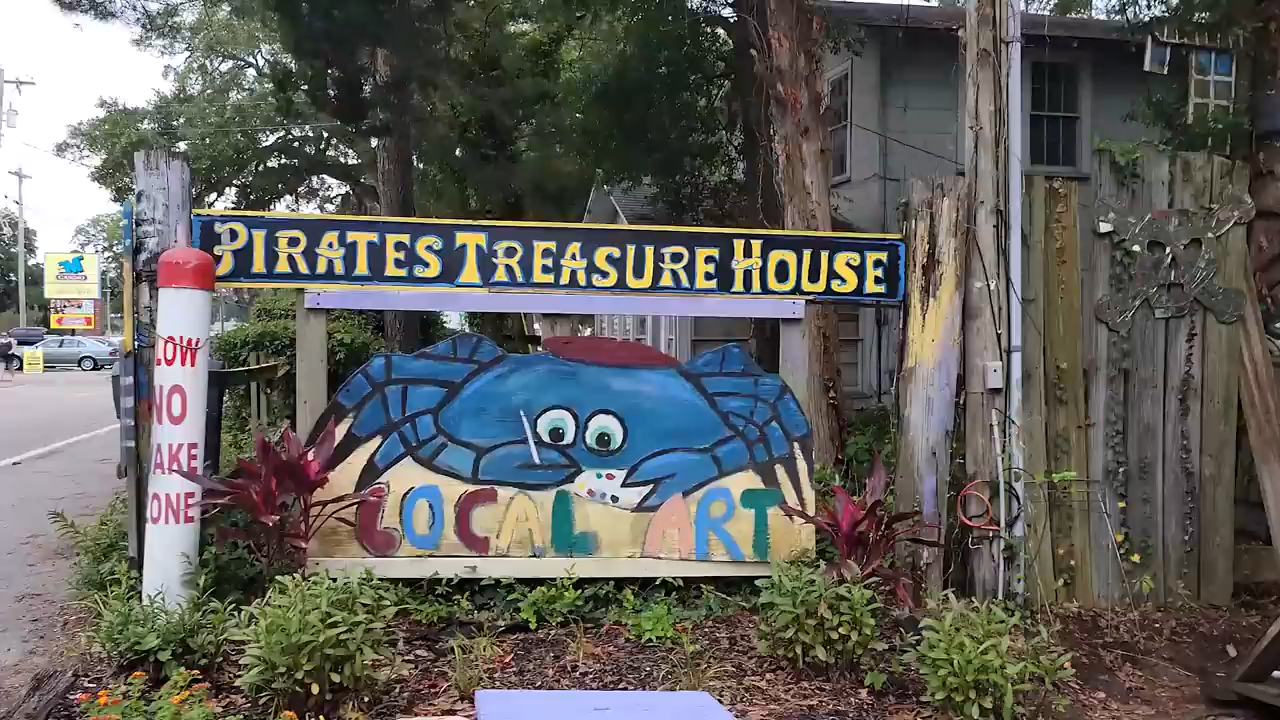 PIRATES TREASURE HOUSE
LOW
NO
AKE
ONE
LOCAL ART